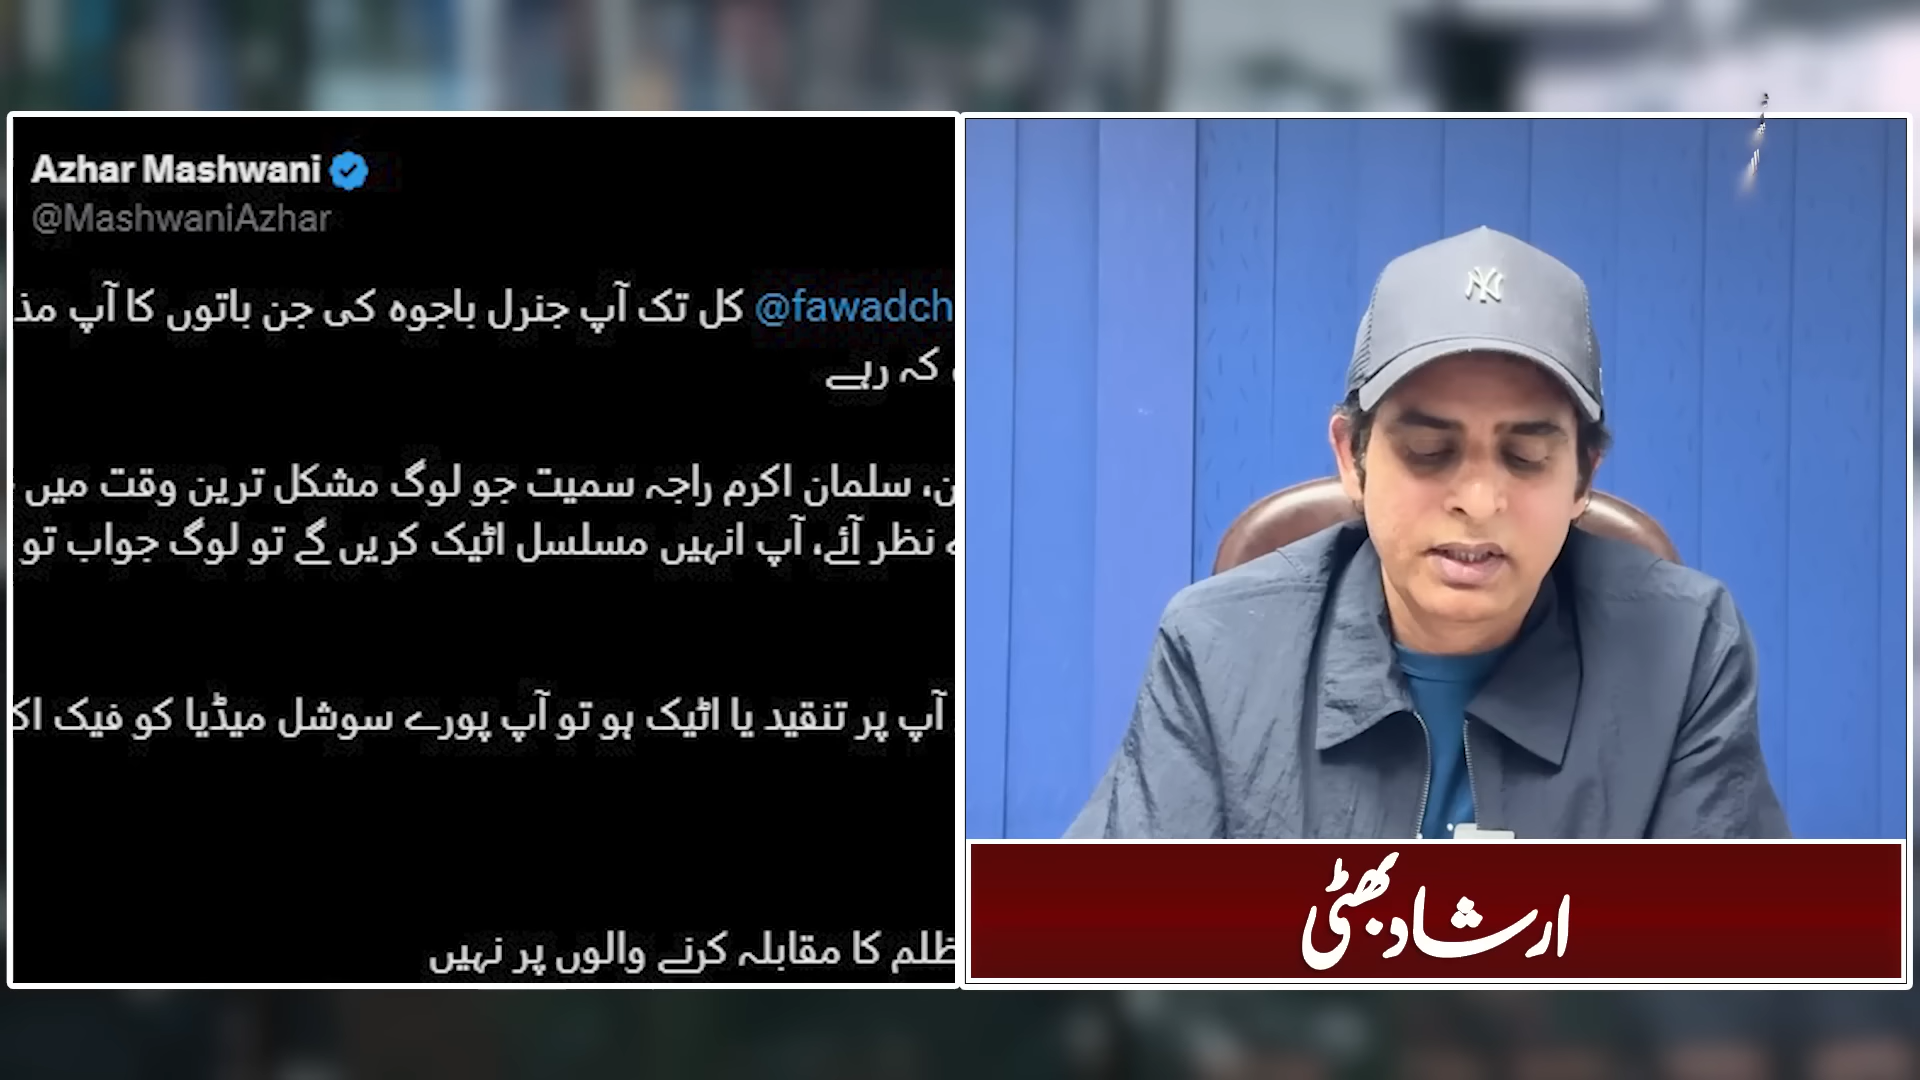 Azhar Mashwani
@MashwaniAzhar
@fawadch کل تک آپ جنرل باجوہ کی جن باتوں کا آپ مذ
کہ رہے
ن، سلمان اکرم راجہ سمیت جو لوگ مشکل ترین وقت میں
نظر آئے، آپ انہیں مسلسل اٹیک کریں گے تو لوگ جواب تو
آپ پر تنقید یا اٹیک ہو تو آپ پورے سوشل میڈیا کو فیک اک
ظلم کا مقابلہ کرنے والوں پر نہیں
NY
ارشاد بھٹی